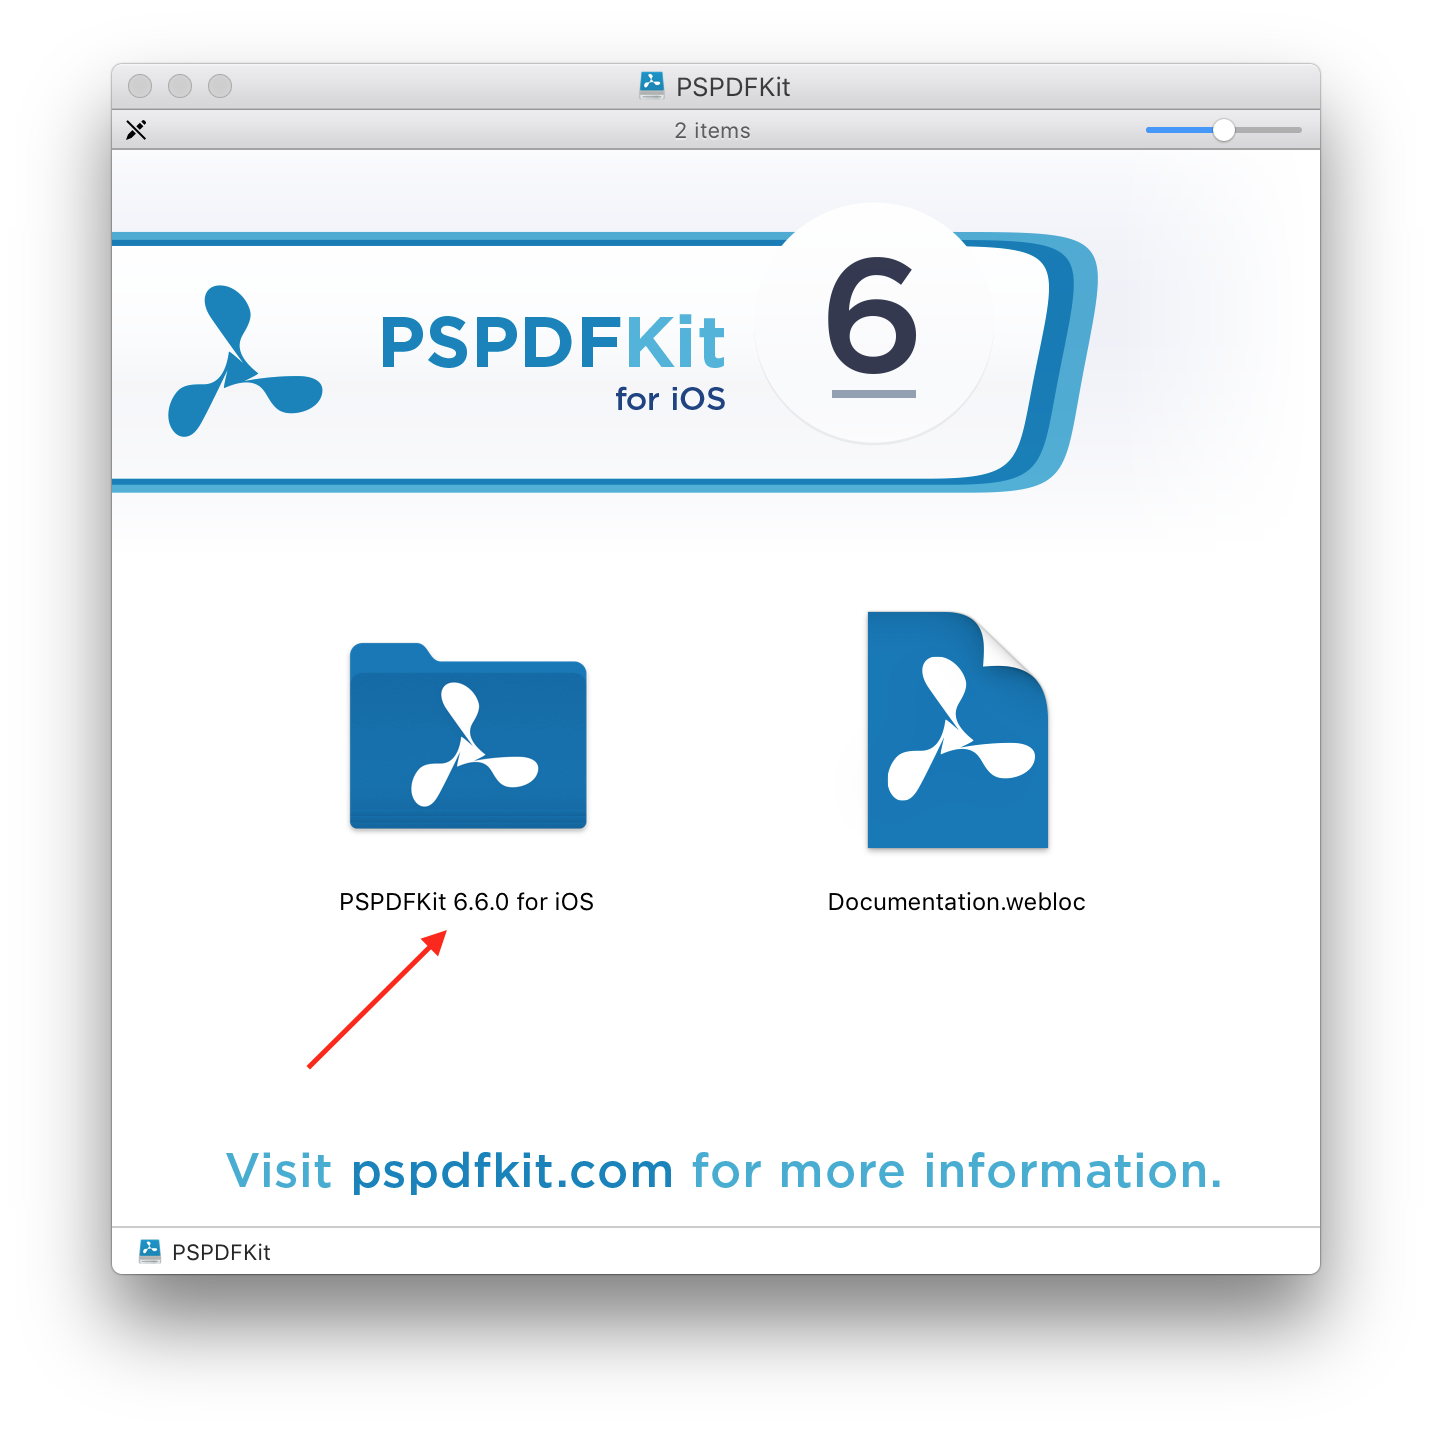 PSPDFKit
2 items
PSPDFKit
for iOS
6
PSPDFKit 6.6.0 for iOS
Documentation.webloc
Visit pspdfkit.com for more information.
PSPDFKit